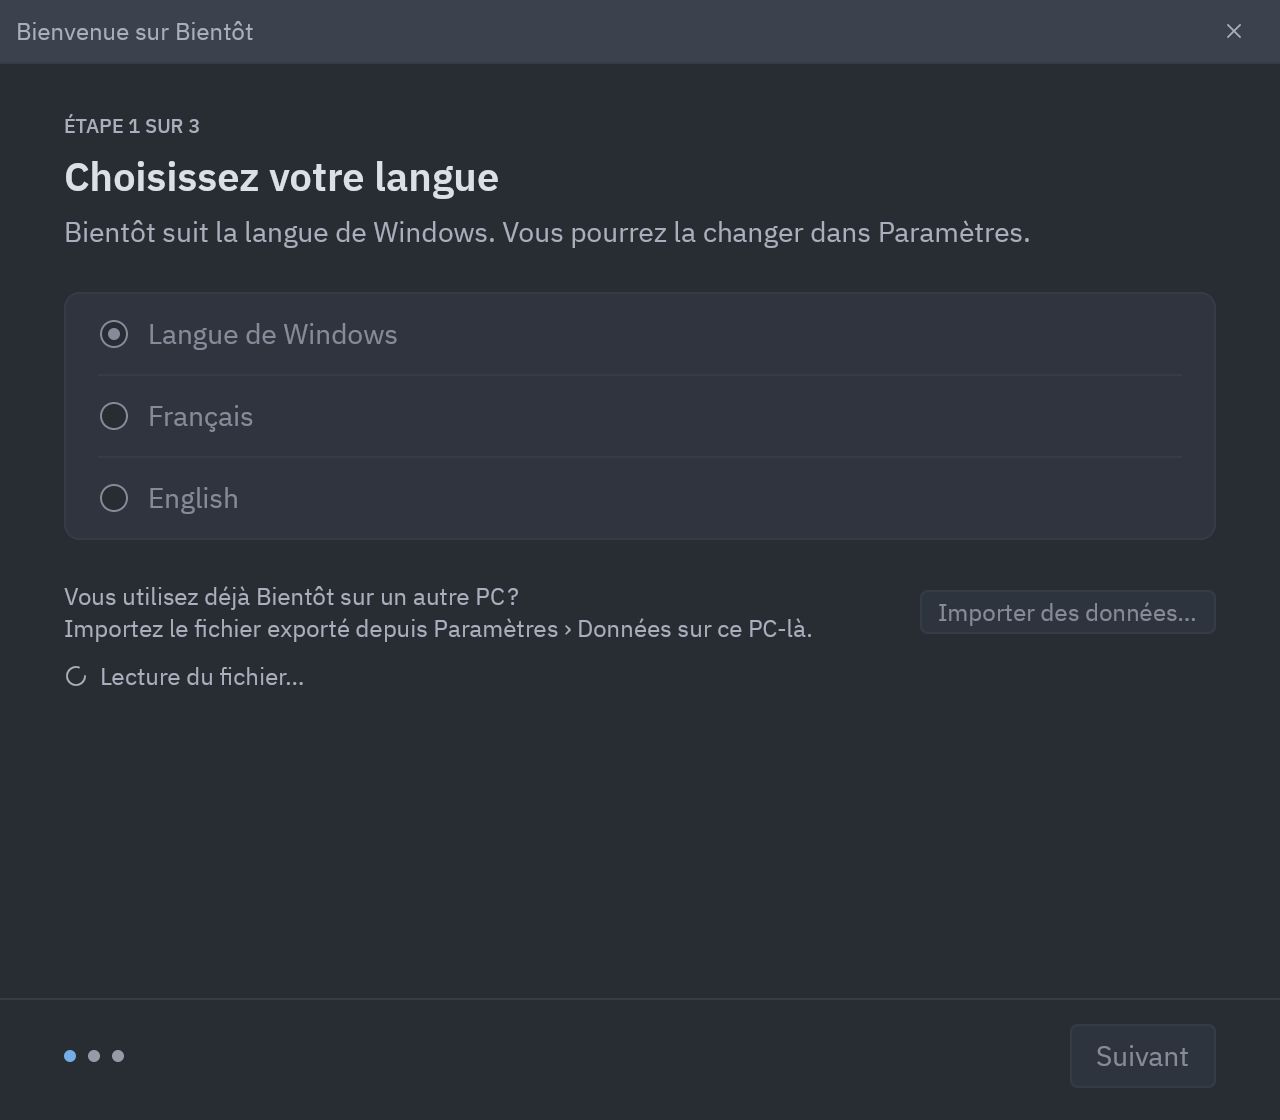 Bienvenue sur Bientôt
ÉTAPE 1 SUR 3
Choisissez votre langue
Bientôt suit la langue de Windows. Vous pourrez la changer dans Paramètres.
Langue de Windows
Français
English
Vous utilisez déjà Bientôt sur un autre PC ?
Importez le fichier exporté depuis Paramètres › Données sur ce PC-là.
Importer des données…
Lecture du fichier…
Suivant